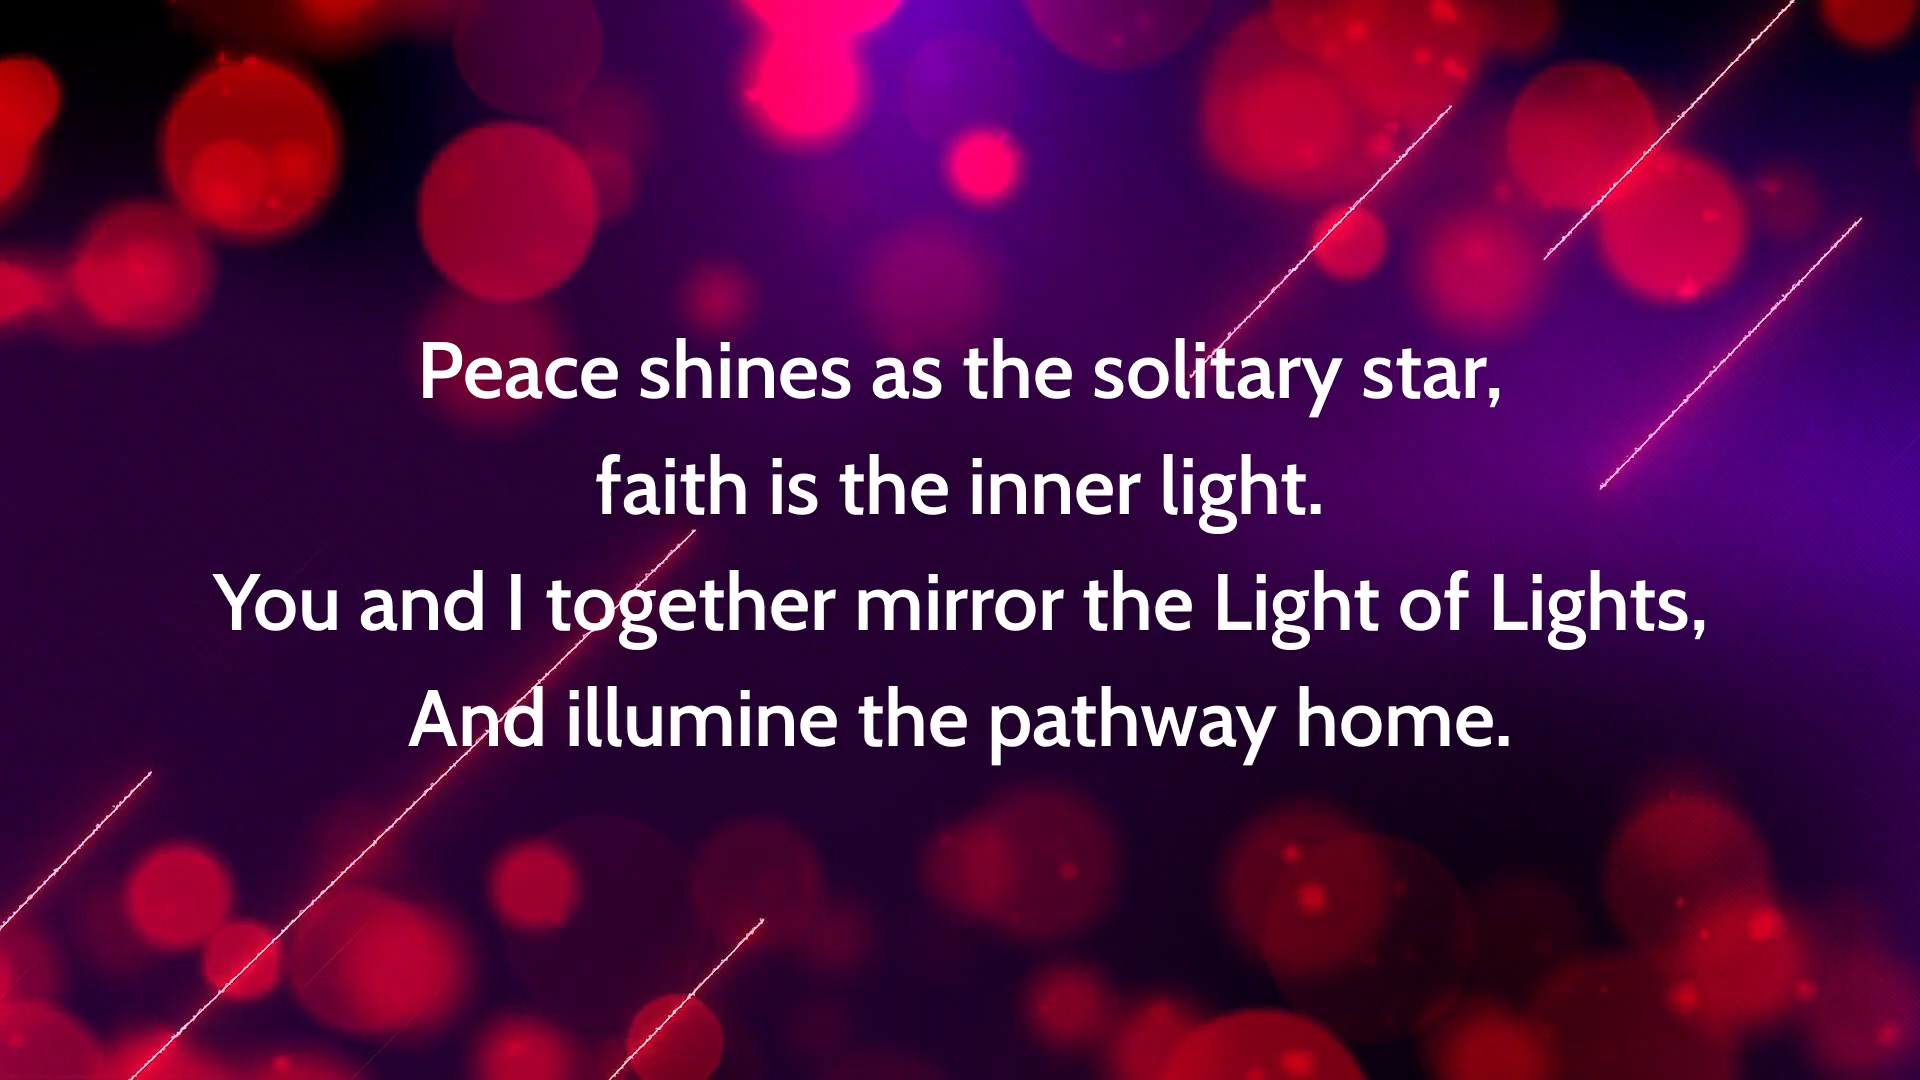 Peace shines as the solitary star,
faith is the inner light.
You and I together mirror the Light of Lights,
And illumine the pathway home.